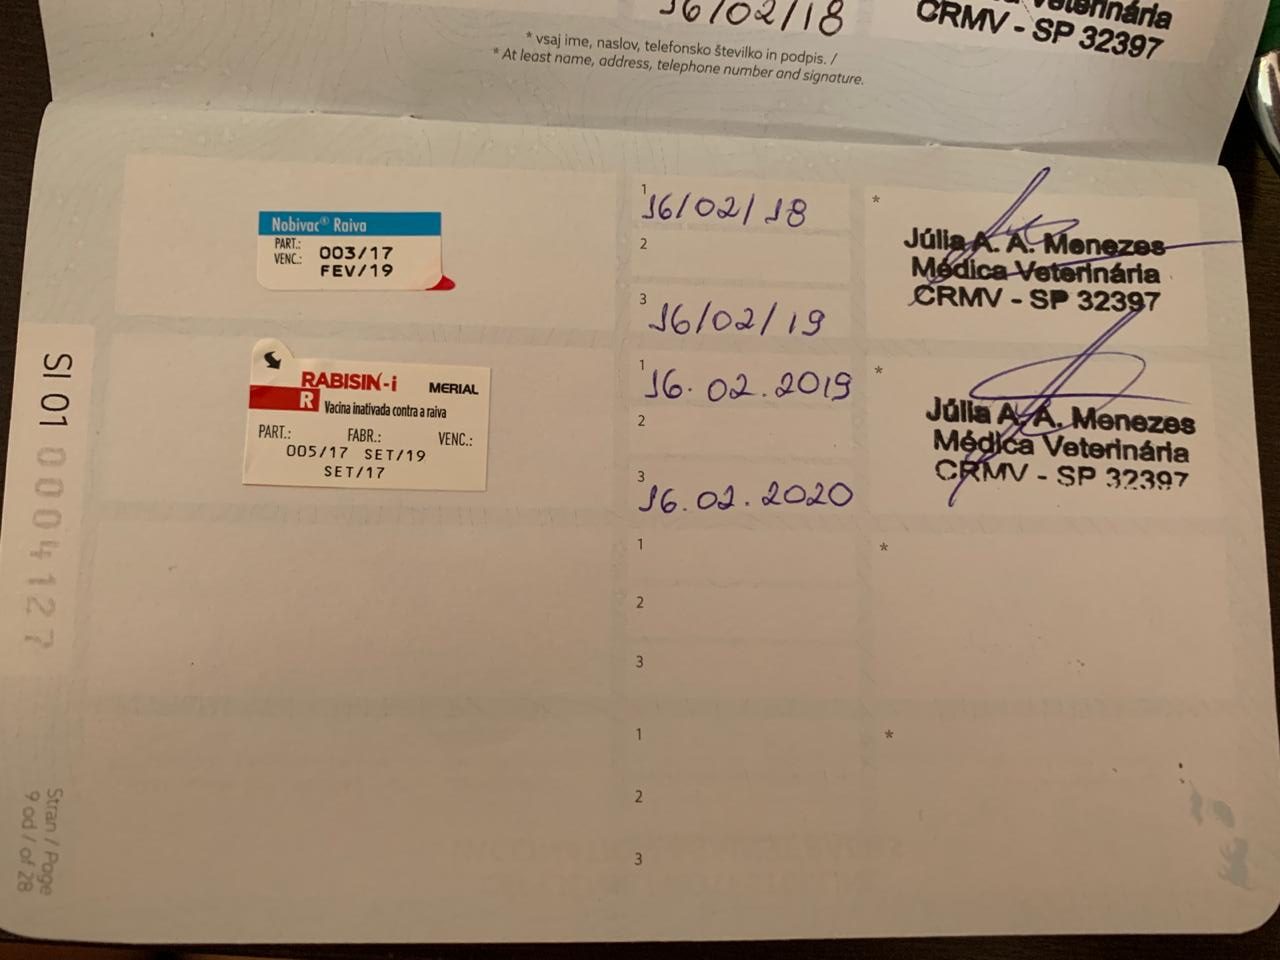 16/02/18
Veterinária
CRMV - SP 32397
* vsaj ime, naslov, telefonsko številko in podpis. /
* At least name, address, telephone number and signature.
Nobivac® Raiva
PART.: 003/17
VENC.: FEV/19
1 16/02/18
2
3 16/02/19
*
Júlia A. A. Menezes
Médica Veterinária
CRMV - SP 32397
RABISIN-i MERIAL
R Vacina inativada contra a raiva
PART.: FABR.: VENC.:
005/17 SET/19
SET/17
1 16.02.2019
2
3 16.02.2020
*
Júlia A. A. Menezes
Médica Veterinária
CRMV - SP 32397
1 *
2
3
1 *
2
3
SI 01 0004127
Stran / Page
9 od / of 28